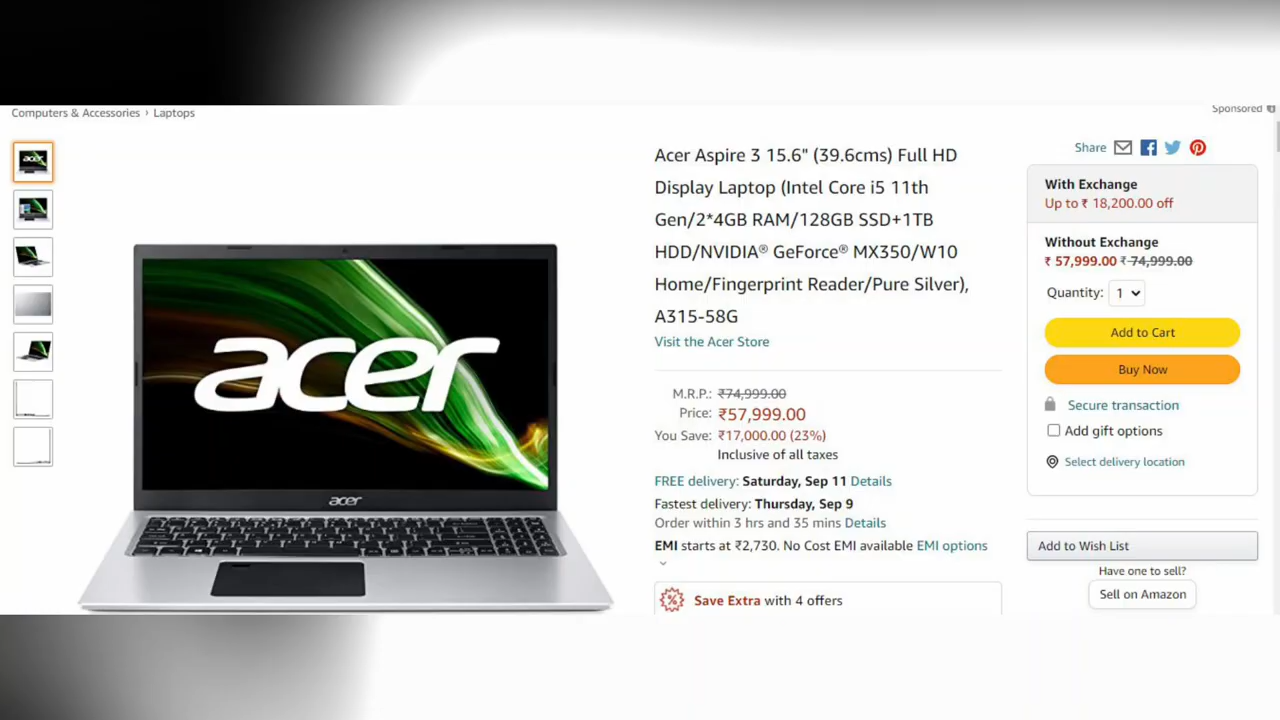 Computers & Accessories › Laptops
Sponsored
acer
acer
Acer Aspire 3 15.6" (39.6cms) Full HD
Display Laptop (Intel Core i5 11th
Gen/2*4GB RAM/128GB SSD+1TB
HDD/NVIDIA® GeForce® MX350/W10
Home/Fingerprint Reader/Pure Silver),
A315-58G
Visit the Acer Store
M.R.P.: ₹74,999.00
Price: ₹57,999.00
You Save: ₹17,000.00 (23%)
Inclusive of all taxes
FREE delivery: Saturday, Sep 11 Details
Fastest delivery: Thursday, Sep 9
Order within 3 hrs and 35 mins Details
EMI starts at ₹2,730. No Cost EMI available EMI options
Save Extra with 4 offers
Share
With Exchange
Up to ₹ 18,200.00 off
Without Exchange
₹ 57,999.00 ₹ 74,999.00
Quantity: 1
Add to Cart
Buy Now
Secure transaction
Add gift options
Select delivery location
Add to Wish List
Have one to sell?
Sell on Amazon